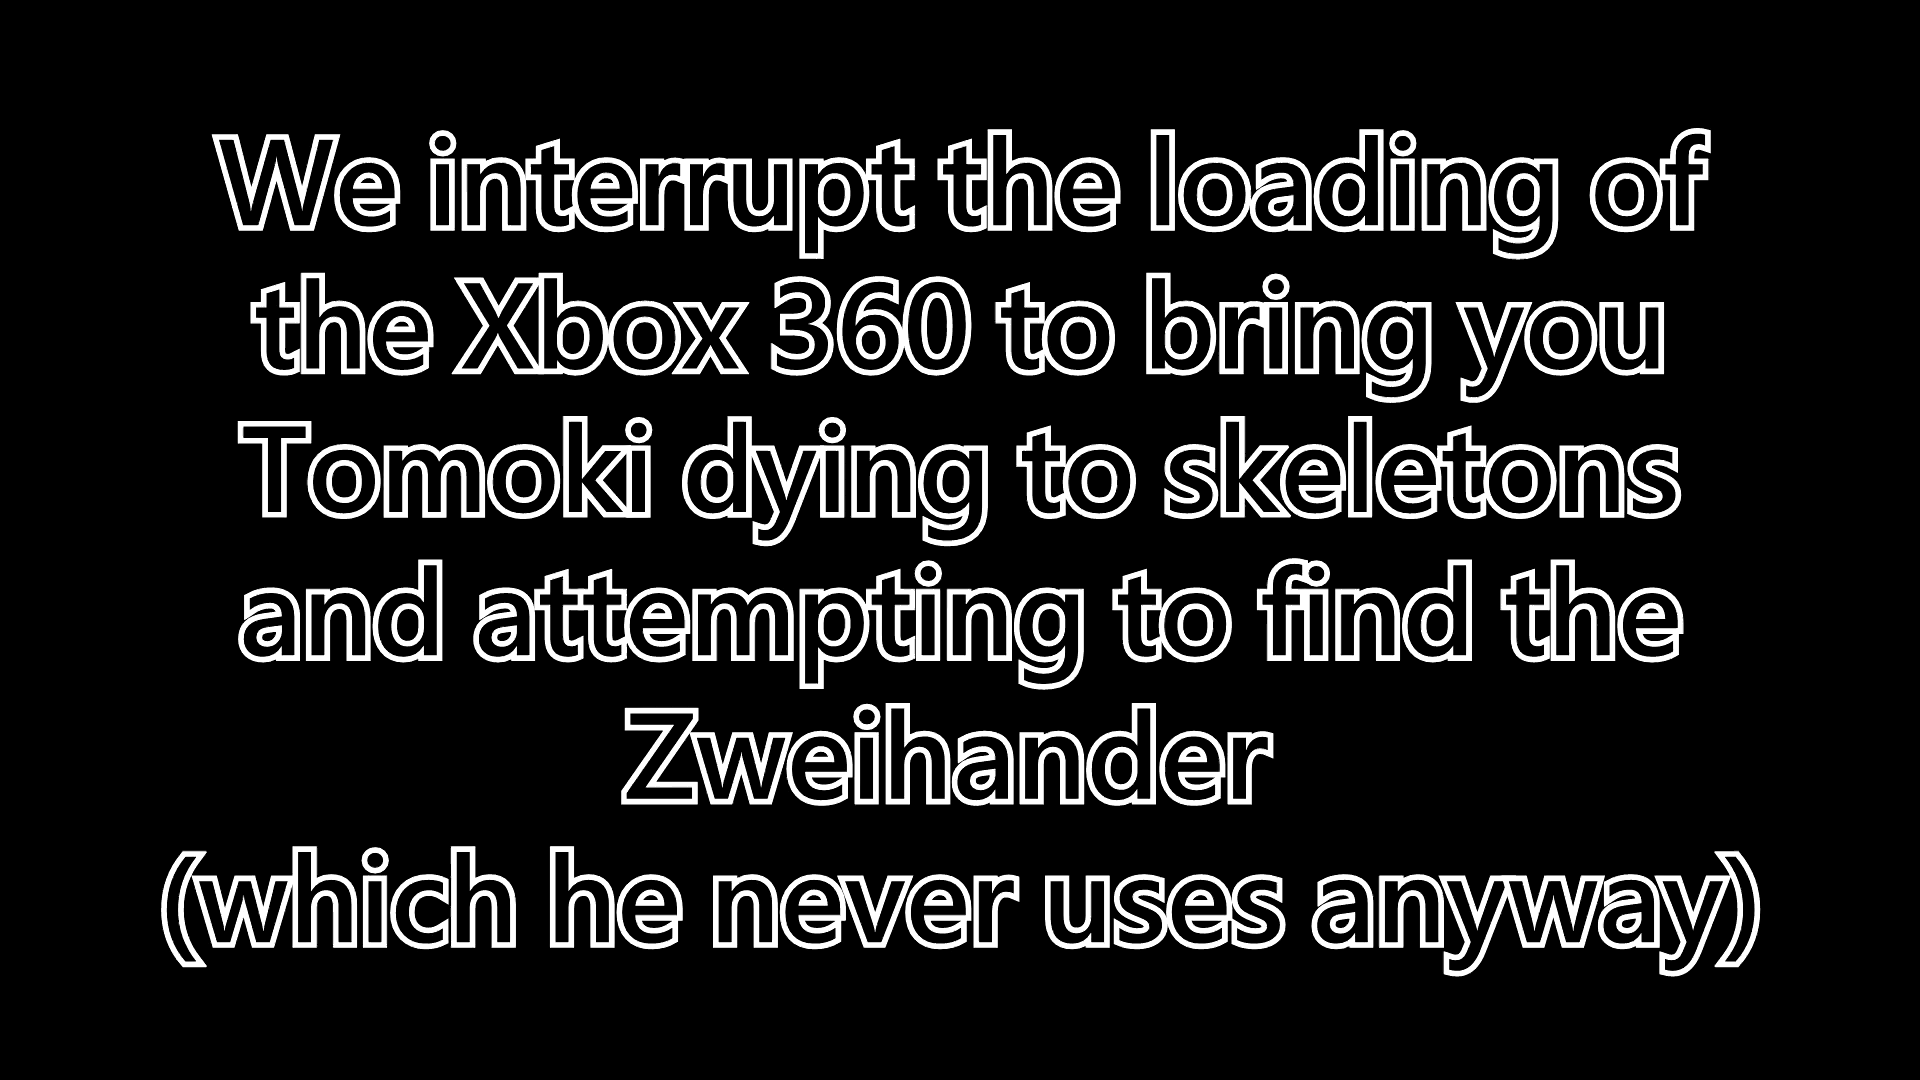 We interrupt the loading of
the Xbox 360 to bring you
Tomoki dying to skeletons
and attempting to find the
Zweihander
(which he never uses anyway)